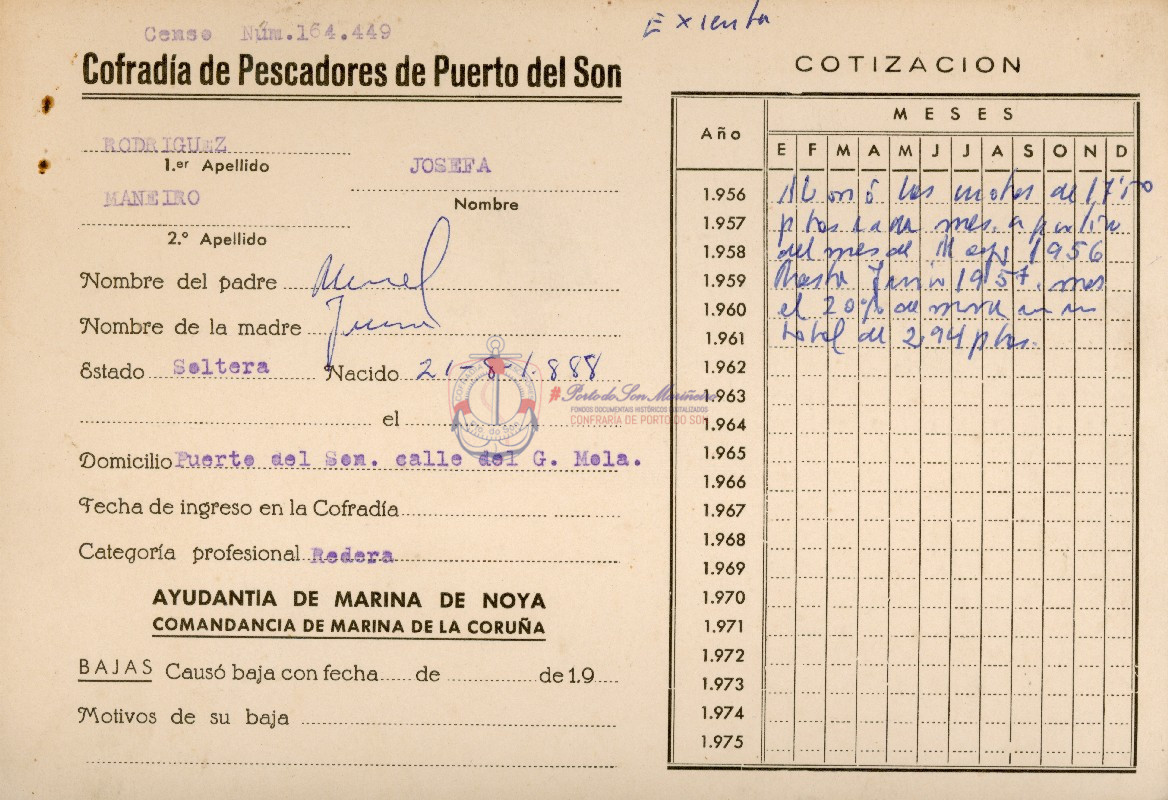 Censo Núm.164.449
Exenta
Cofradía de Pescadores de Puerto del Son
RODRIGUEZ
1.er Apellido
JOSEFA
Nombre
MANEIRO
2.º Apellido
Nombre del padre Manuel
Nombre de la madre Juana
Estado Soltera Nacido 21-8-1.888
el
Domicilio Puerto del Son. calle del G. Mola.
Fecha de ingreso en la Cofradía
Categoría profesional Redera
AYUDANTIA DE MARINA DE NOYA
COMANDANCIA DE MARINA DE LA CORUÑA
BAJAS Causó baja con fecha de de 1.9
Motivos de su baja
#PortodoSonMariñeiro
FONDOS DOCUMENTAIS HISTÓRICOS DIGITALIZADOS
CONFRARÍA DE PORTO DO SON
COTIZACION
Año
MESES
E F M A M J J A S O N D
1.956 Abonó las cuotas de 17'50
1.957 ptas cada mes. a partir
1.958 del mes de Mayo 1956
1.959 hasta Junio 1957. mas
1.960 el 20% de mora en un
1.961 total de 294 ptas.
1.962
1.963
1.964
1.965
1.966
1.967
1.968
1.969
1.970
1.971
1.972
1.973
1.974
1.975